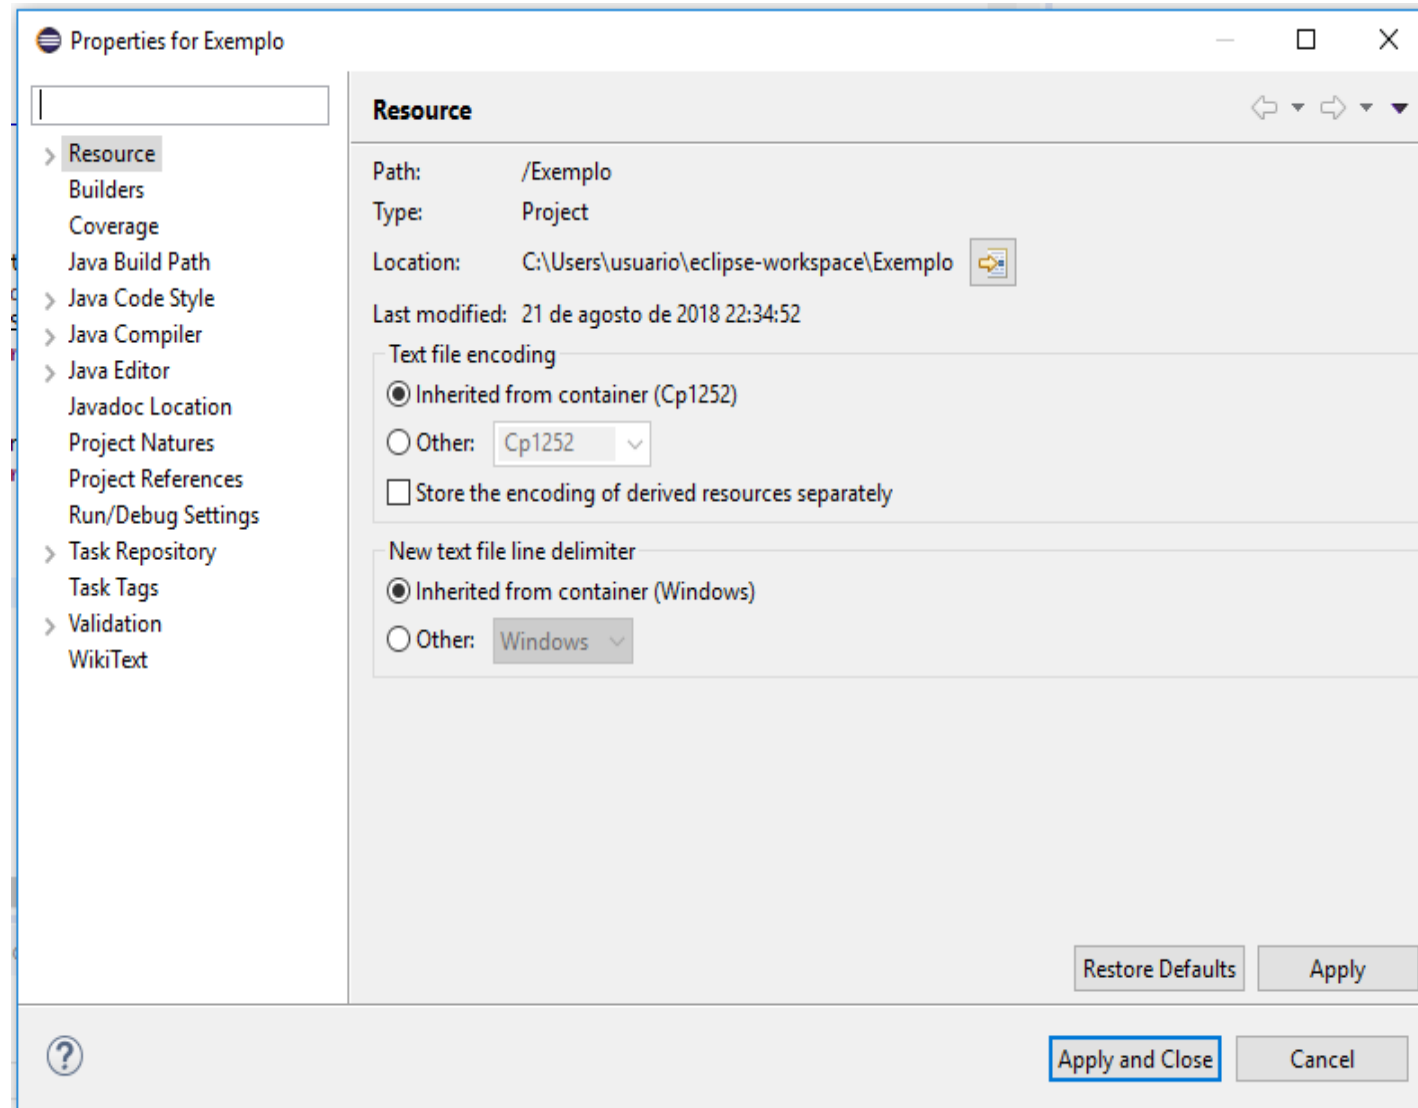 Properties for Exemplo
Resource
Builders
Coverage
Java Build Path
Java Code Style
Java Compiler
Java Editor
Javadoc Location
Project Natures
Project References
Run/Debug Settings
Task Repository
Task Tags
Validation
WikiText
Resource
Path: /Exemplo
Type: Project
Location: C:\Users\usuario\eclipse-workspace\Exemplo
Last modified: 21 de agosto de 2018 22:34:52
Text file encoding
Inherited from container (Cp1252)
Other: Cp1252
Store the encoding of derived resources separately
New text file line delimiter
Inherited from container (Windows)
Other: Windows
Restore Defaults Apply
? Apply and Close Cancel